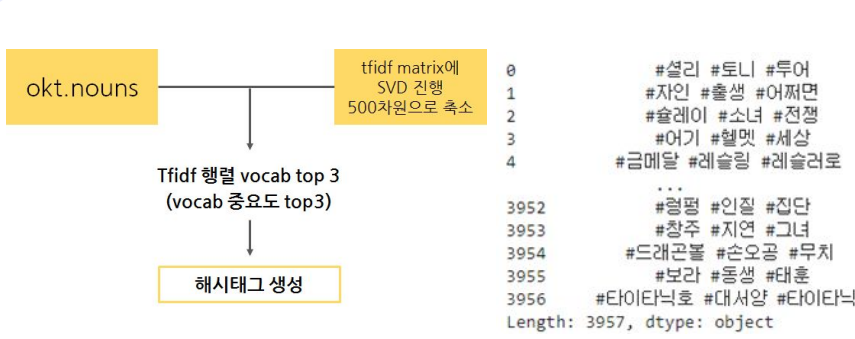 okt.nouns
tfidf matrix에
SVD 진행
500차원으로 축소
Tfidf 행렬 vocab top 3
(vocab 중요도 top3)
해시태그 생성
0 #셜리 #토니 #투어
1 #자인 #출생 #어쩌면
2 #슐레이 #소녀 #전쟁
3 #어기 #헬멧 #세상
4 #금메달 #레슬링 #레슬러로
...
3952 #령펑 #인질 #집단
3953 #창주 #지연 #그녀
3954 #드래곤볼 #손오공 #무치
3955 #보라 #동생 #태훈
3956 #타이타닉호 #대서양 #타이타닉
Length: 3957, dtype: object